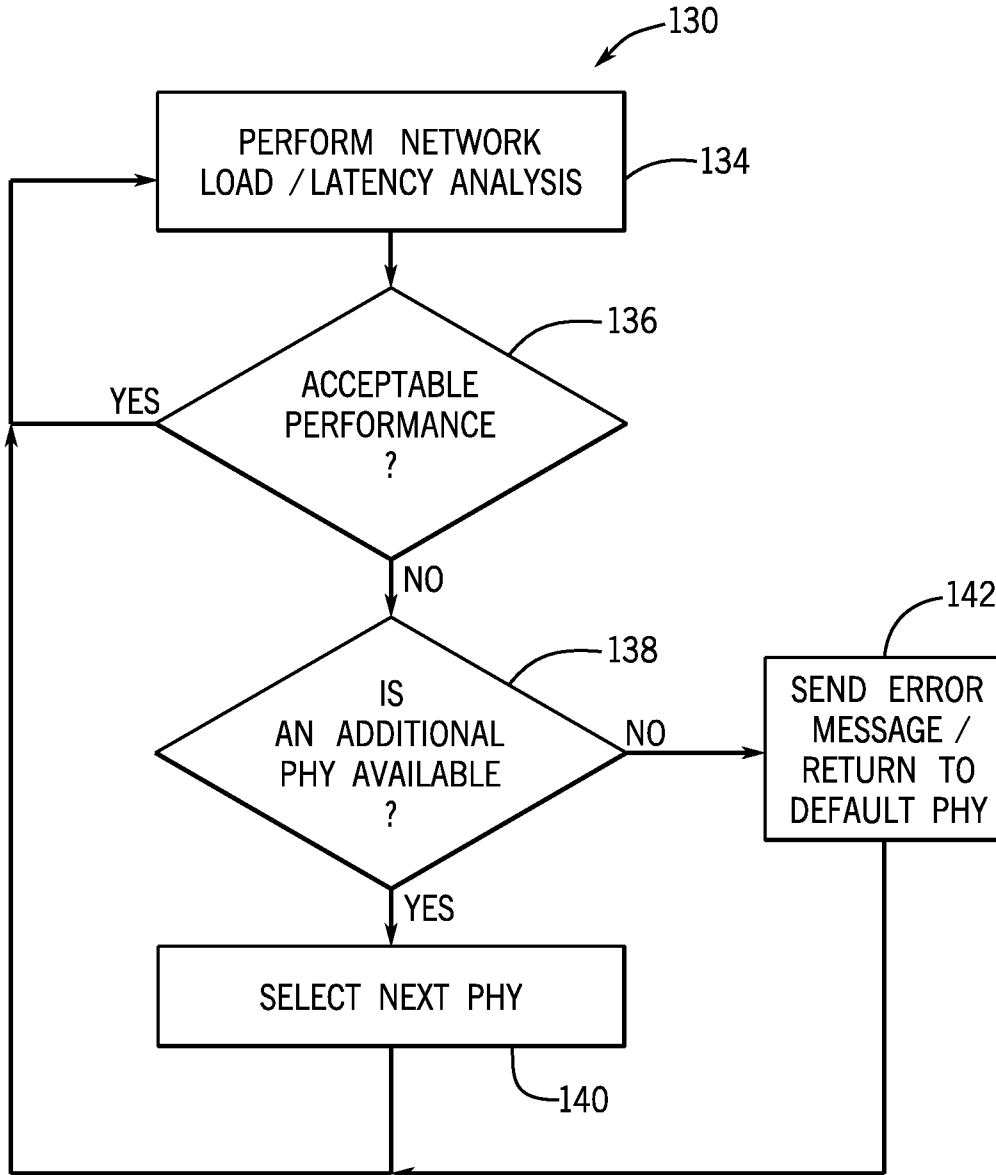 130
PERFORM NETWORK
LOAD / LATENCY ANALYSIS
134
136
ACCEPTABLE
PERFORMANCE
?
YES
NO
138
IS
AN ADDITIONAL
PHY AVAILABLE
?
NO
142
SEND ERROR
MESSAGE /
RETURN TO
DEFAULT PHY
YES
SELECT NEXT PHY
140